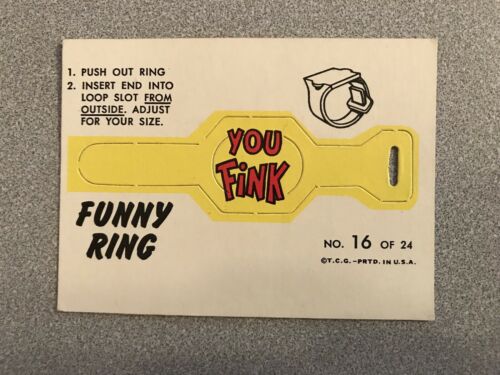 1. PUSH OUT RING
2. INSERT END INTO
LOOP SLOT FROM
OUTSIDE. ADJUST
FOR YOUR SIZE.
YOU
FiNK
FUNNY
RING
NO. 16 OF 24
©T.C.G.–PRTD. IN U.S.A.